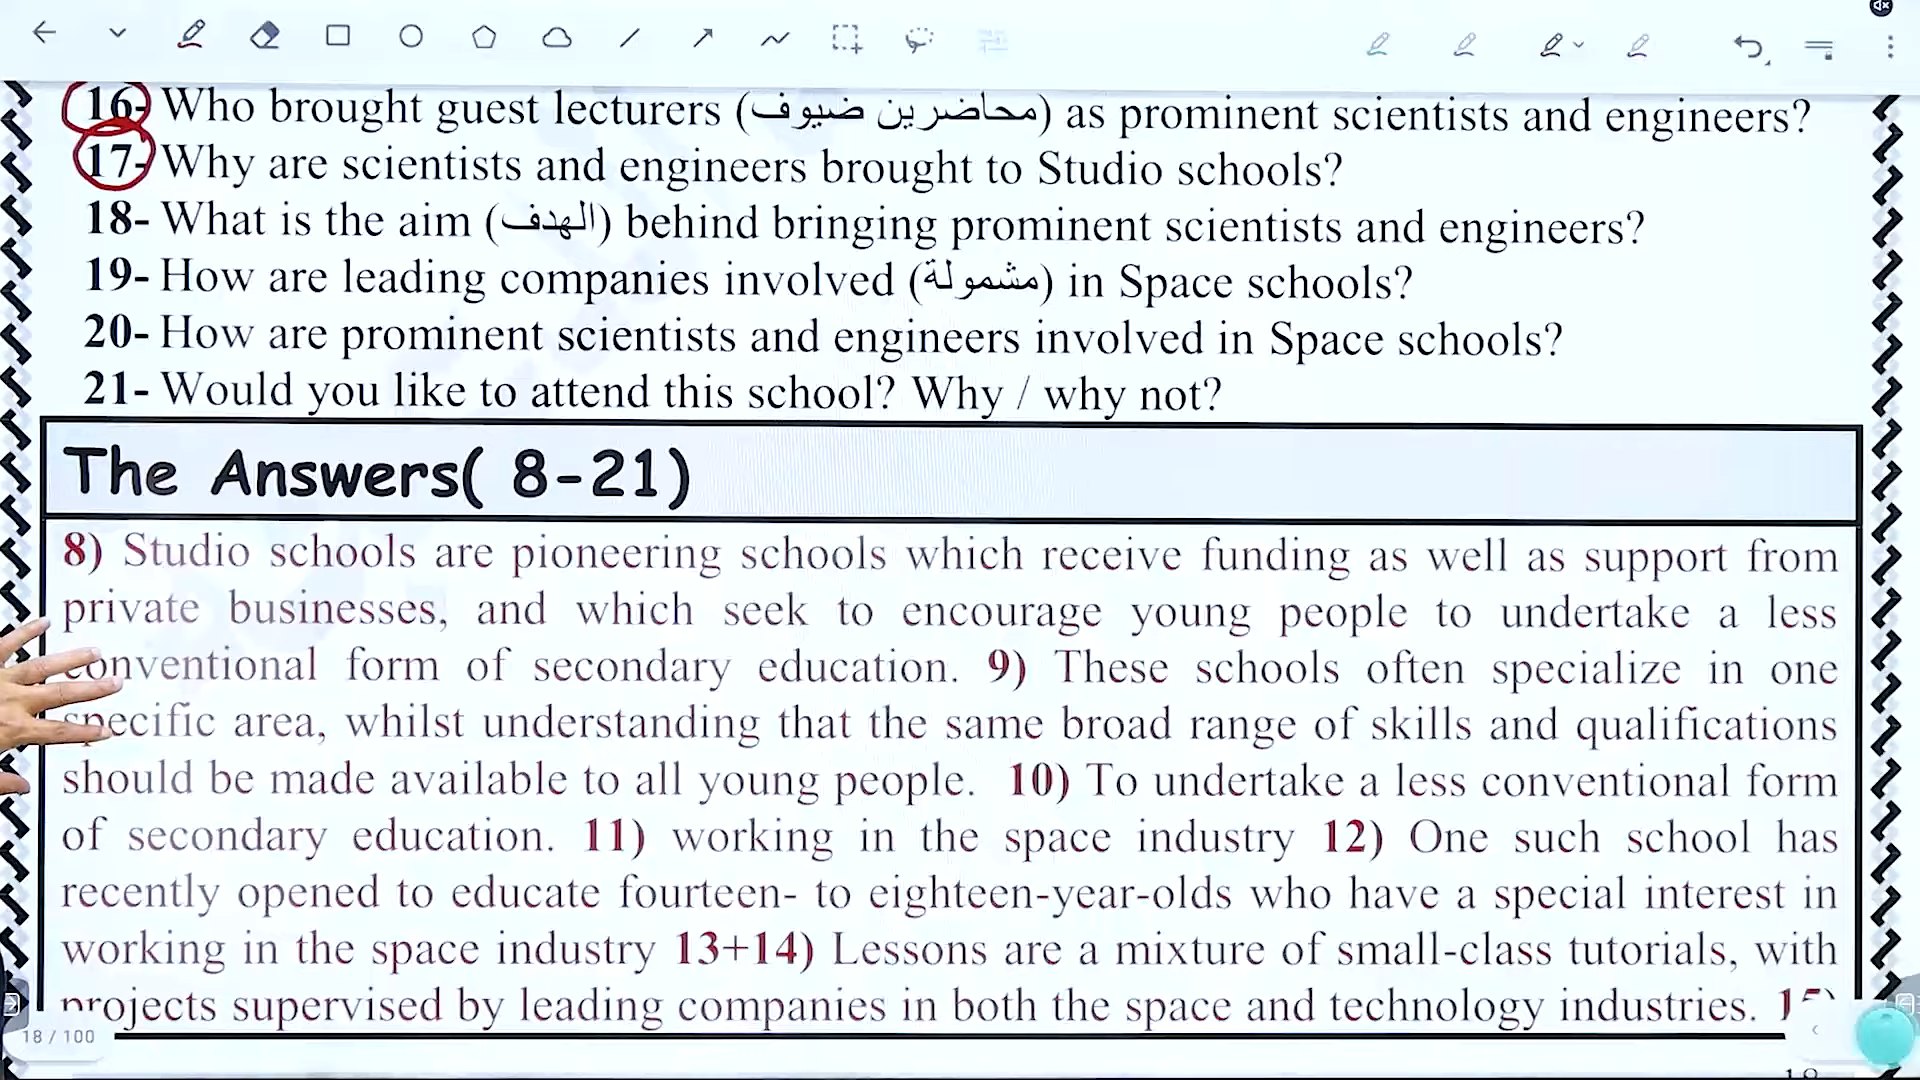 16- Who brought guest lecturers (محاضرين ضيوف) as prominent scientists and engineers?
17- Why are scientists and engineers brought to Studio schools?
18- What is the aim (الهدف) behind bringing prominent scientists and engineers?
19- How are leading companies involved (مشمولة) in Space schools?
20- How are prominent scientists and engineers involved in Space schools?
21- Would you like to attend this school? Why / why not?
The Answers( 8-21)
8) Studio schools are pioneering schools which receive funding as well as support from
private businesses, and which seek to encourage young people to undertake a less
conventional form of secondary education. 9) These schools often specialize in one
specific area, whilst understanding that the same broad range of skills and qualifications
should be made available to all young people. 10) To undertake a less conventional form
of secondary education. 11) working in the space industry 12) One such school has
recently opened to educate fourteen- to eighteen-year-olds who have a special interest in
working in the space industry 13+14) Lessons are a mixture of small-class tutorials, with
projects supervised by leading companies in both the space and technology industries. 15)
18 / 100